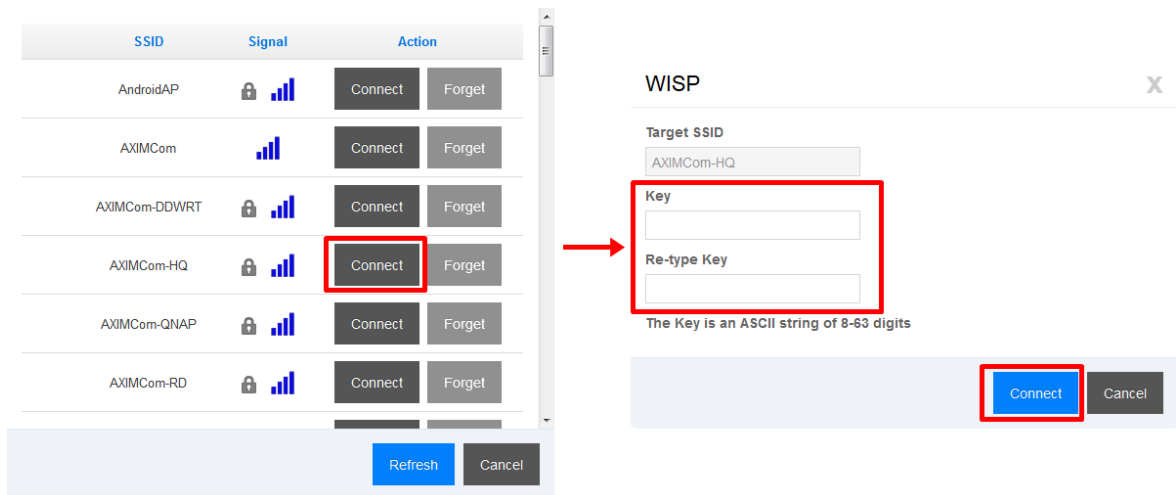 SSID Signal Action
AndroidAP Connect Forget
AXIMCom Connect Forget
AXIMCom-DDWRT Connect Forget
AXIMCom-HQ Connect Forget
AXIMCom-QNAP Connect Forget
AXIMCom-RD Connect Forget
Refresh Cancel
WISP X
Target SSID
AXIMCom-HQ
Key
Re-type Key
The Key is an ASCII string of 8-63 digits
Connect Cancel